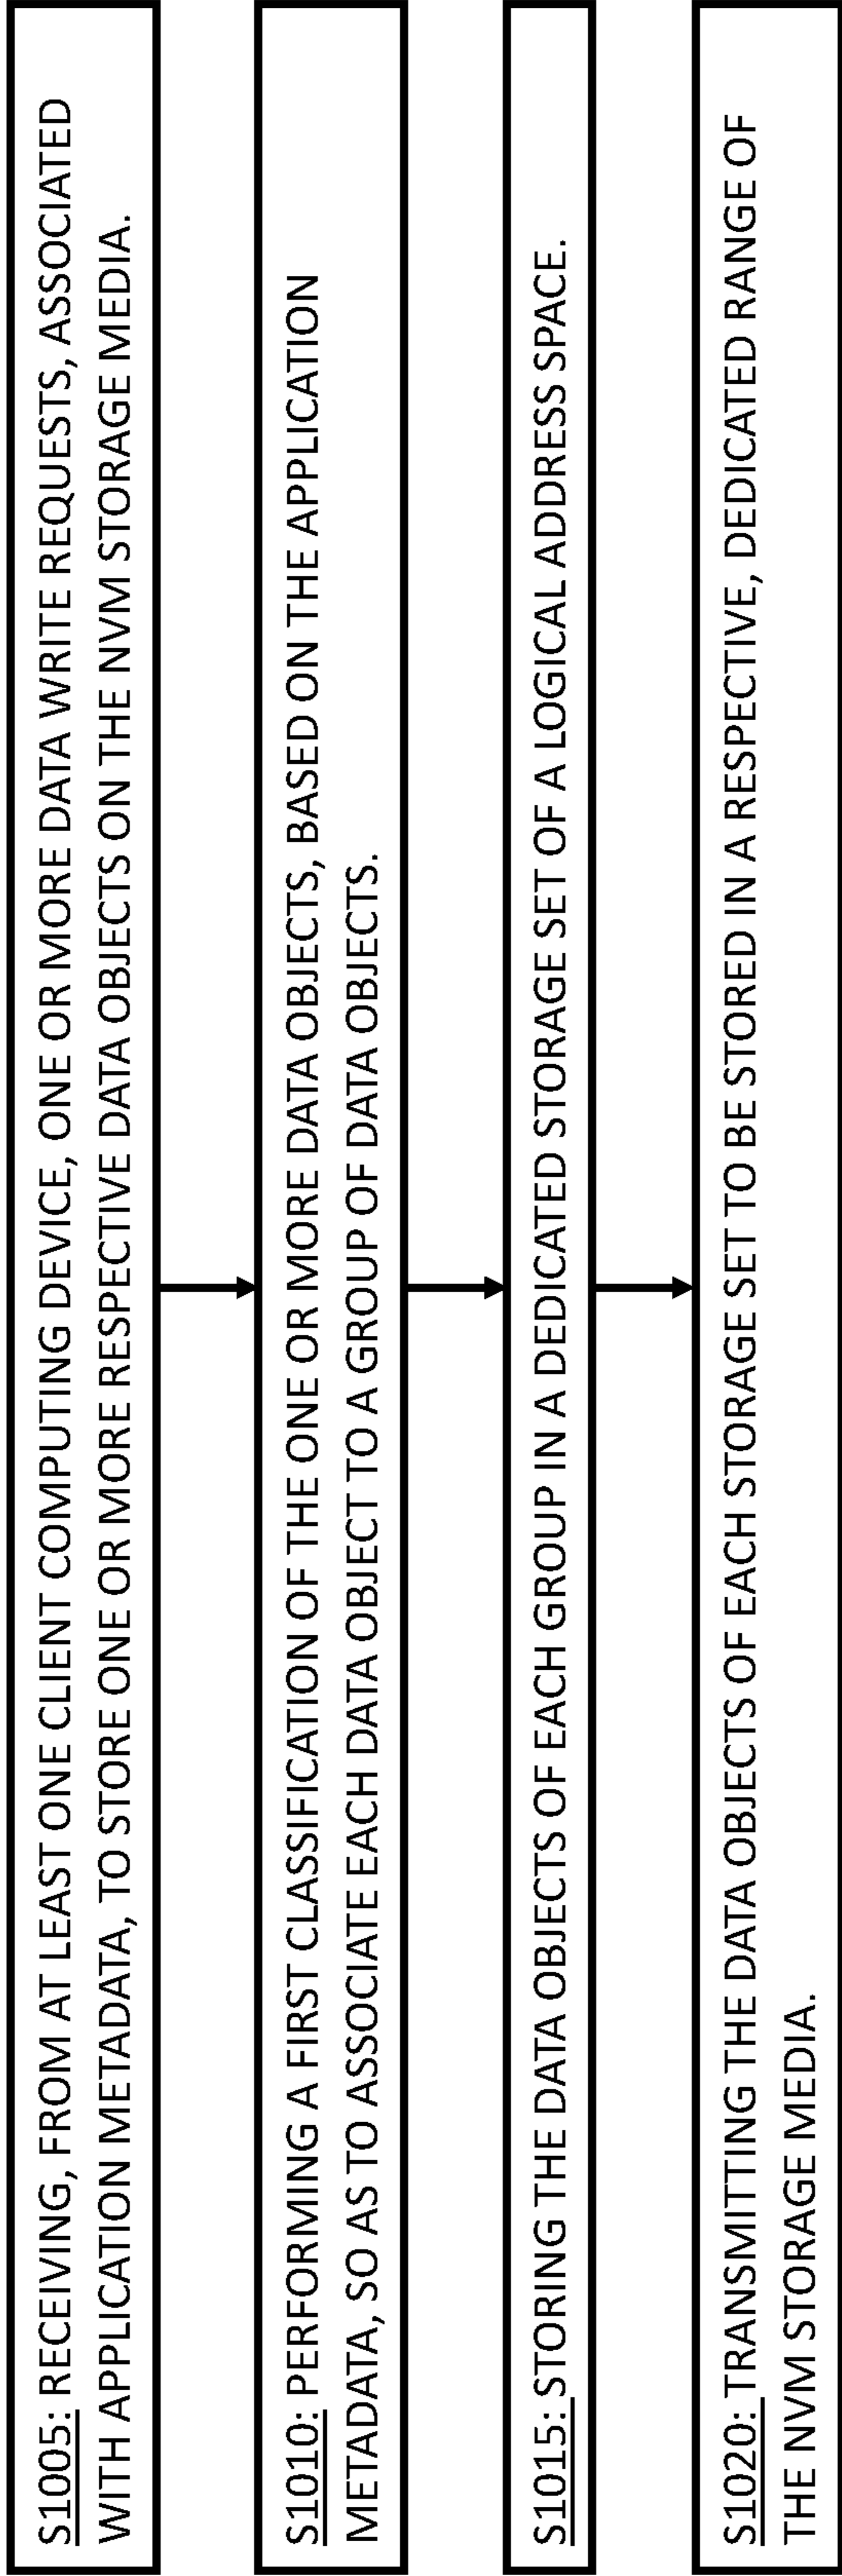 S1005: RECEIVING, FROM AT LEAST ONE CLIENT COMPUTING DEVICE, ONE OR MORE DATA WRITE REQUESTS, ASSOCIATED
WITH APPLICATION METADATA, TO STORE ONE OR MORE RESPECTIVE DATA OBJECTS ON THE NVM STORAGE MEDIA.
S1010: PERFORMING A FIRST CLASSIFICATION OF THE ONE OR MORE DATA OBJECTS, BASED ON THE APPLICATION
METADATA, SO AS TO ASSOCIATE EACH DATA OBJECT TO A GROUP OF DATA OBJECTS.
S1015: STORING THE DATA OBJECTS OF EACH GROUP IN A DEDICATED STORAGE SET OF A LOGICAL ADDRESS SPACE.
S1020: TRANSMITTING THE DATA OBJECTS OF EACH STORAGE SET TO BE STORED IN A RESPECTIVE, DEDICATED RANGE OF
THE NVM STORAGE MEDIA.